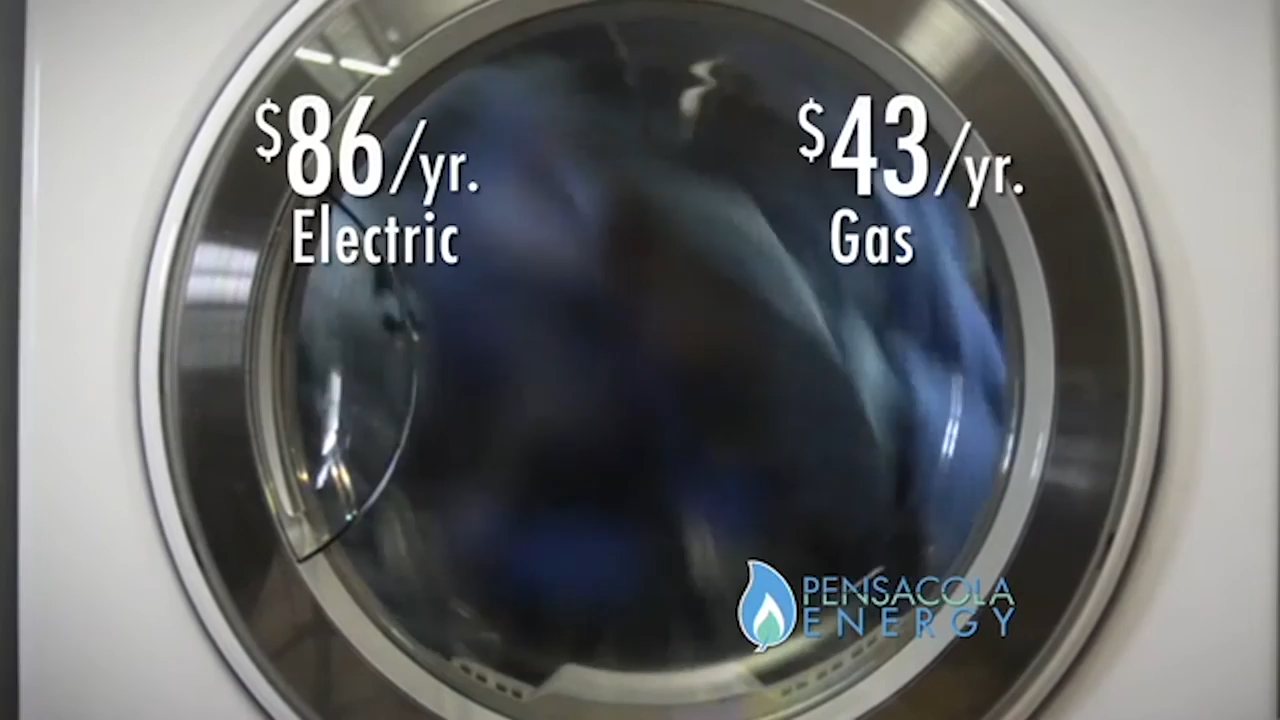 $86/yr.
Electric
$43/yr.
Gas
PENSACOLA
ENERGY